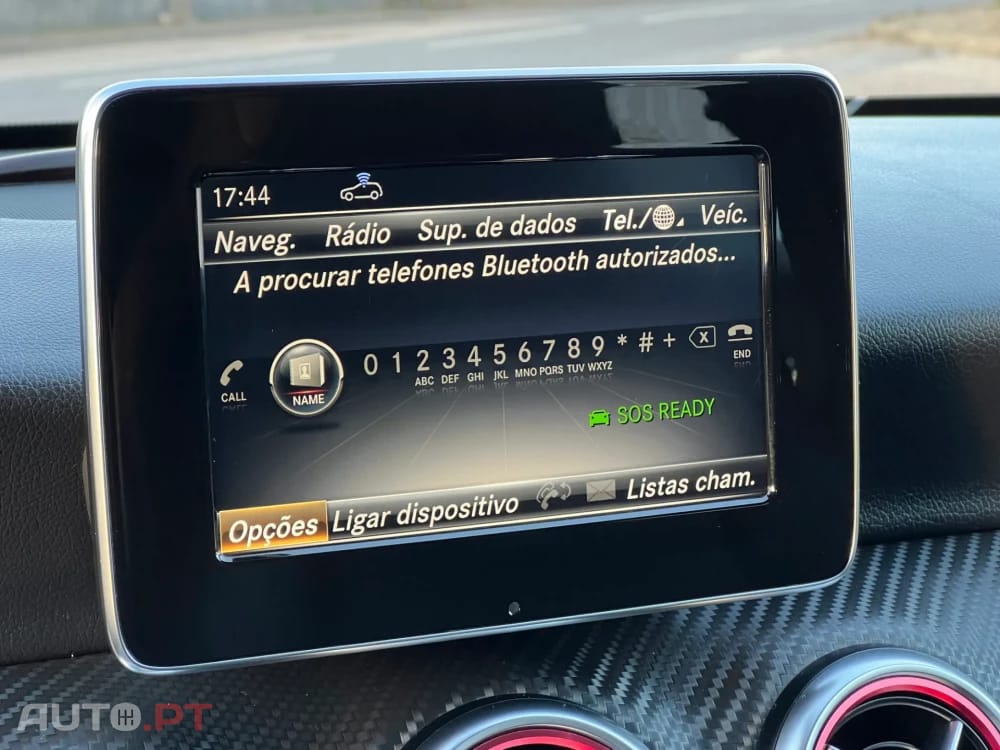 17:44
Naveg. Rádio Sup. de dados Tel./ Veíc.
A procurar telefones Bluetooth autorizados...
CALL NAME 0 1 2 3 4 5 6 7 8 9 * # + X END
ABC DEF GHI JKL MNO PQRS TUV WXYZ
SOS READY
Opções Ligar dispositivo Listas cham.
AUTO.PT